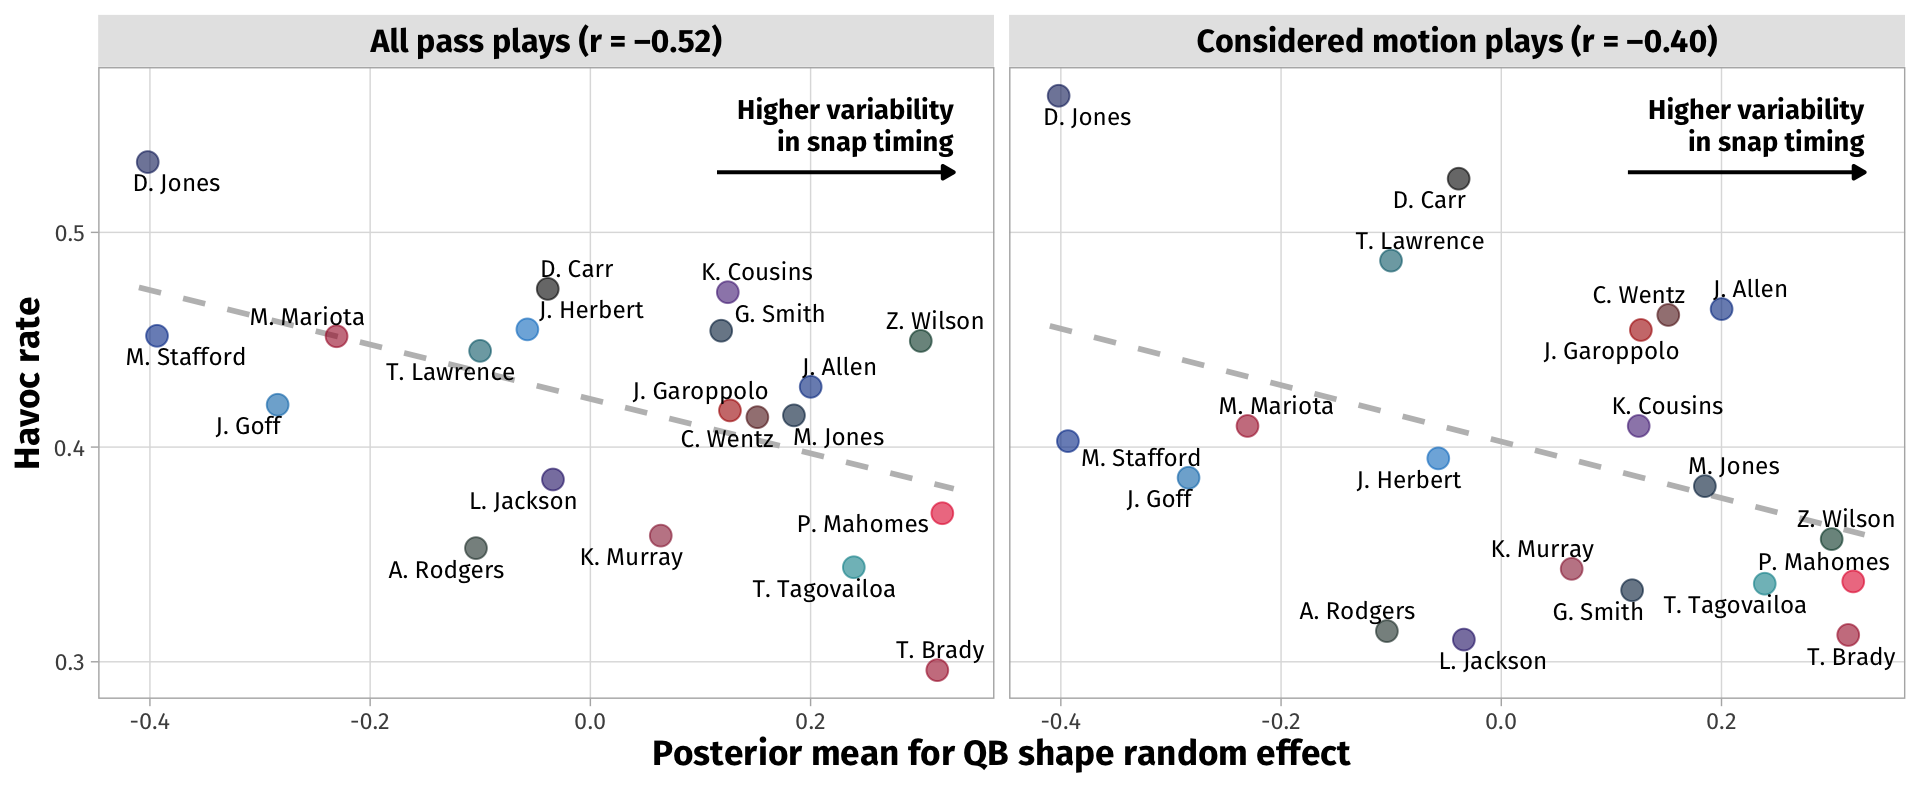 All pass plays (r = −0.52)
Higher variability
in snap timing
D. Jones
D. Carr
K. Cousins
J. Herbert
G. Smith
M. Mariota
Z. Wilson
M. Stafford
T. Lawrence
J. Allen
J. Garoppolo
J. Goff
C. Wentz
M. Jones
L. Jackson
P. Mahomes
K. Murray
A. Rodgers
T. Tagovailoa
T. Brady
Considered motion plays (r = −0.40)
Higher variability
in snap timing
D. Jones
D. Carr
T. Lawrence
J. Allen
C. Wentz
J. Garoppolo
M. Mariota
K. Cousins
M. Stafford
M. Jones
J. Herbert
J. Goff
Z. Wilson
K. Murray
P. Mahomes
T. Tagovailoa
A. Rodgers
G. Smith
T. Brady
L. Jackson
0.5
0.4
0.3
Havoc rate
-0.4 -0.2 0.0 0.2
-0.4 -0.2 0.0 0.2
Posterior mean for QB shape random effect